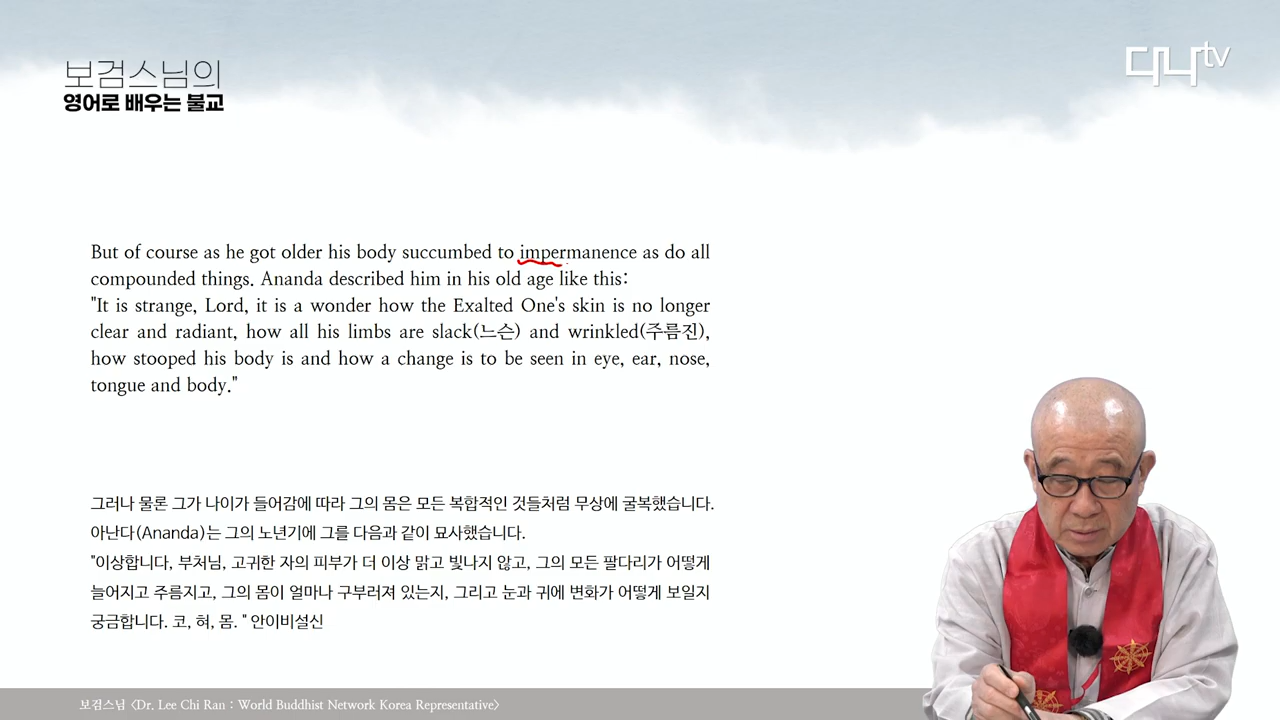 보검스님의
영어로 배우는 불교
다나tv
But of course as he got older his body succumbed to impermanence as do all
compounded things. Ananda described him in his old age like this:
"It is strange, Lord, it is a wonder how the Exalted One's skin is no longer
clear and radiant, how all his limbs are slack(느슨) and wrinkled(주름진),
how stooped his body is and how a change is to be seen in eye, ear, nose,
tongue and body."
그러나 물론 그가 나이가 들어감에 따라 그의 몸은 모든 복합적인 것들처럼 무상에 굴복했습니다.
아난다(Ananda)는 그의 노년기에 그를 다음과 같이 묘사했습니다.
"이상합니다, 부처님, 고귀한 자의 피부가 더 이상 맑고 빛나지 않고, 그의 모든 팔다리가 어떻게
늘어지고 주름지고, 그의 몸이 얼마나 구부러져 있는지, 그리고 눈과 귀에 변화가 어떻게 보일지
궁금합니다. 코, 혀, 몸. " 안이비설신
보검스님 <Dr. Lee Chi Ran : World Buddhist Network Korea Representative>